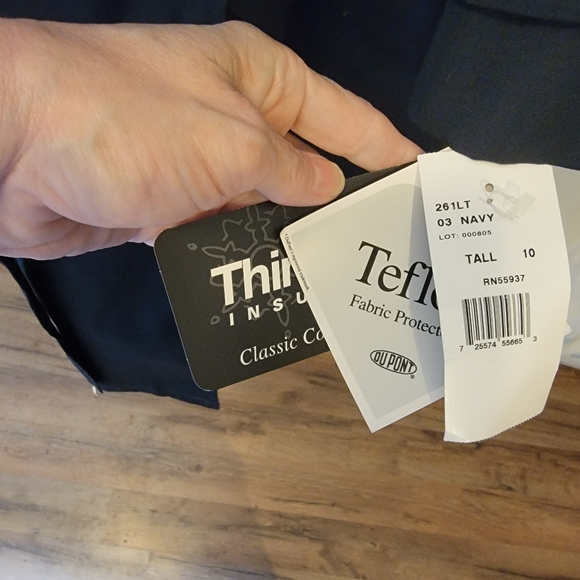 Thin
INSU
Classic Co
Tefl
Fabric Protect
DU PONT
261LT
03 NAVY
LOT: 000805
TALL 10
RN55937
7 25574 55665 3